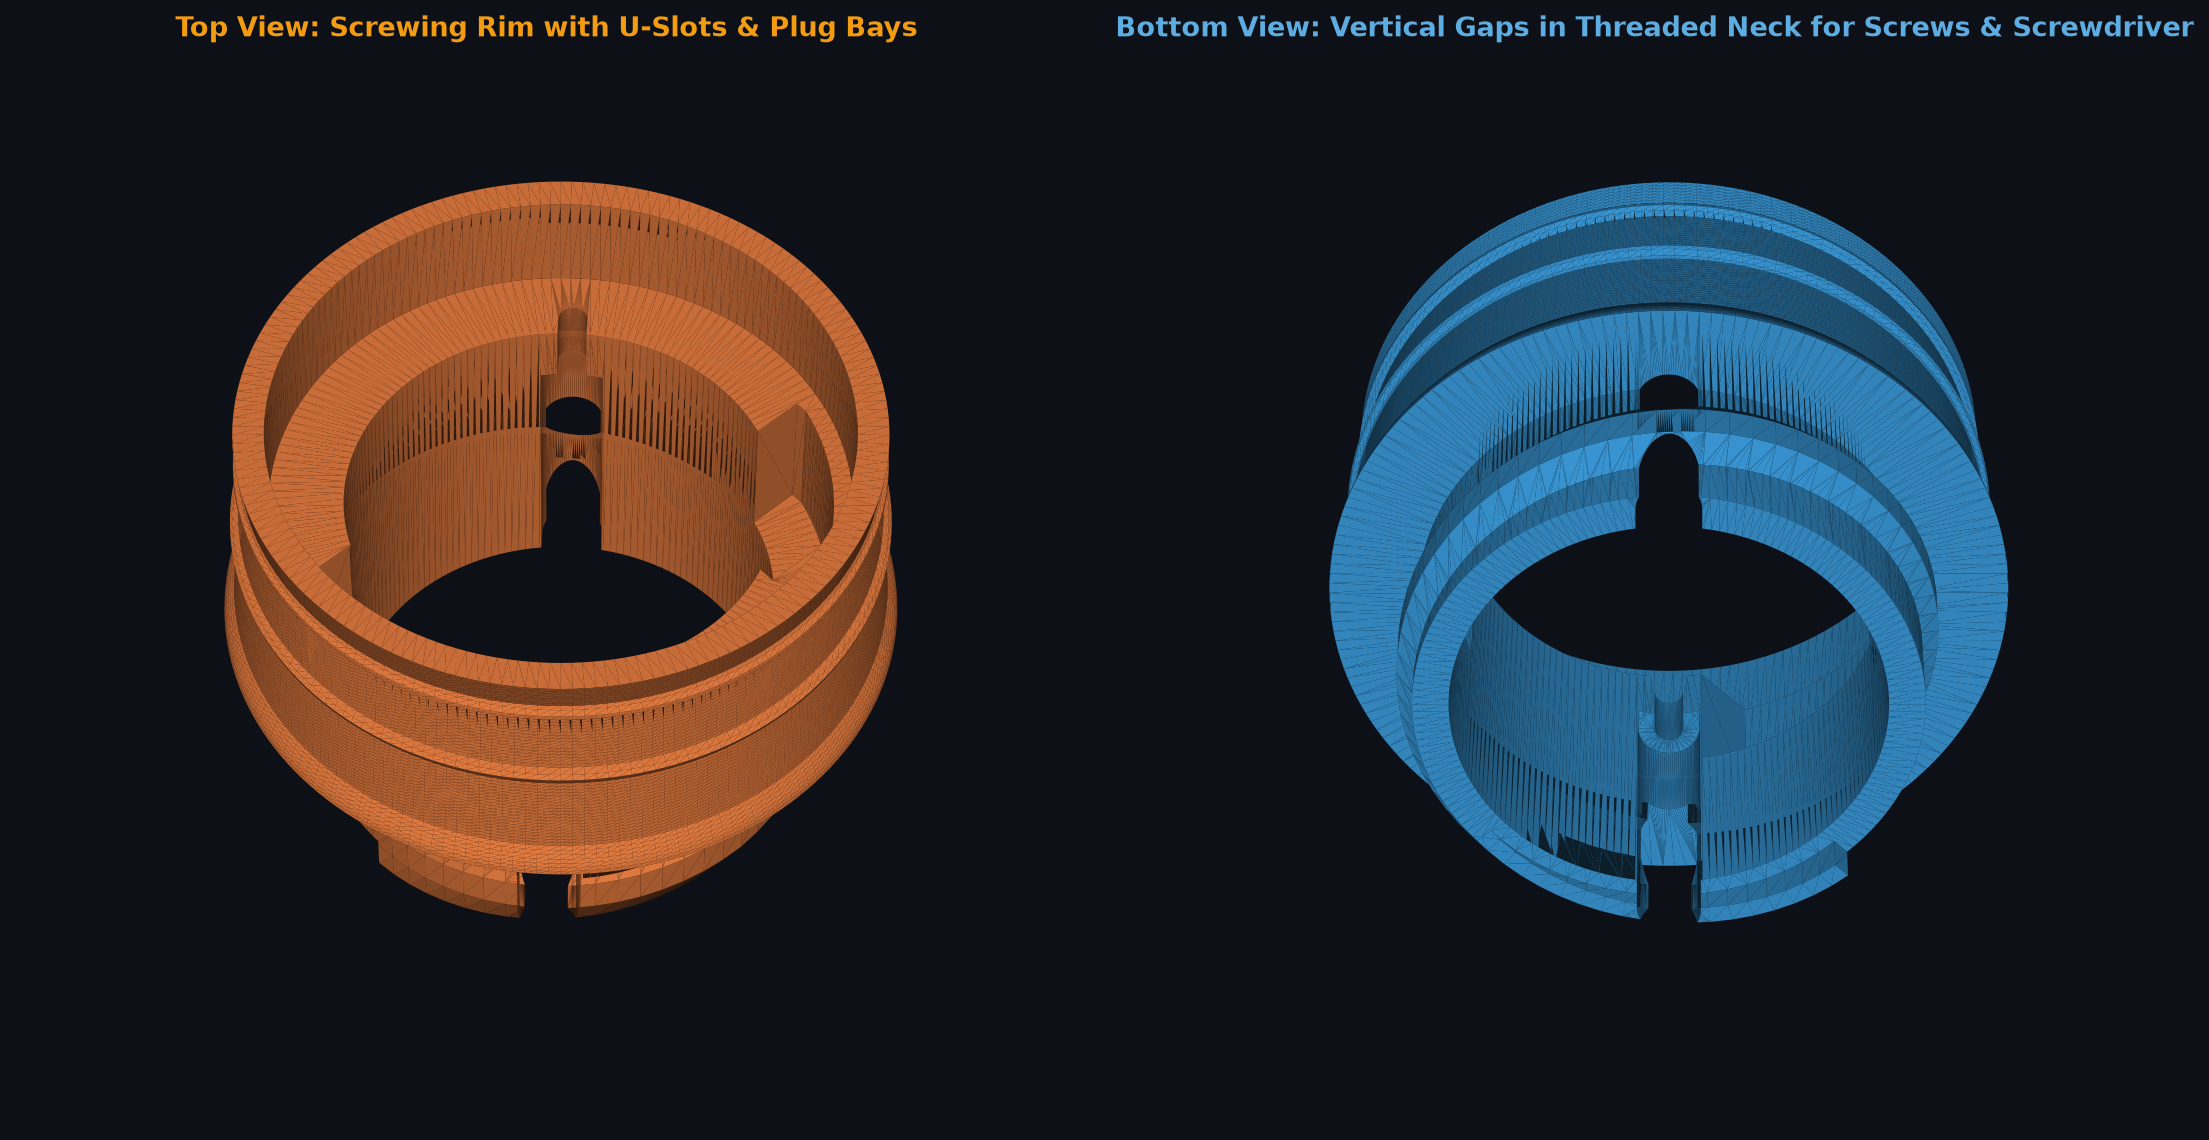 Top View: Screwing Rim with U-Slots & Plug Bays
Bottom View: Vertical Gaps in Threaded Neck for Screws & Screwdriver